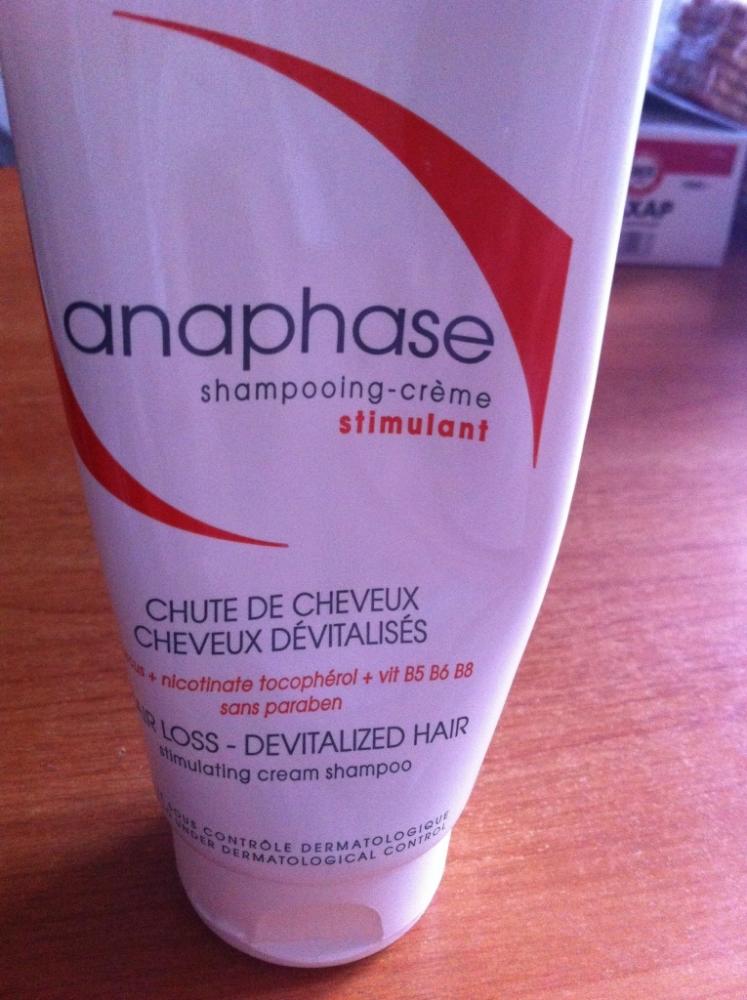 anaphase
shampooing-crème
stimulant
CHUTE DE CHEVEUX
CHEVEUX DÉVITALISÉS
+ nicotinate tocophérol + vit B5 B6 B8
sans paraben
LOSS - DEVITALIZED HAIR
stimulating cream shampoo
SOUS CONTRÔLE DERMATOLOGIQUE
UNDER DERMATOLOGICAL CONTROL